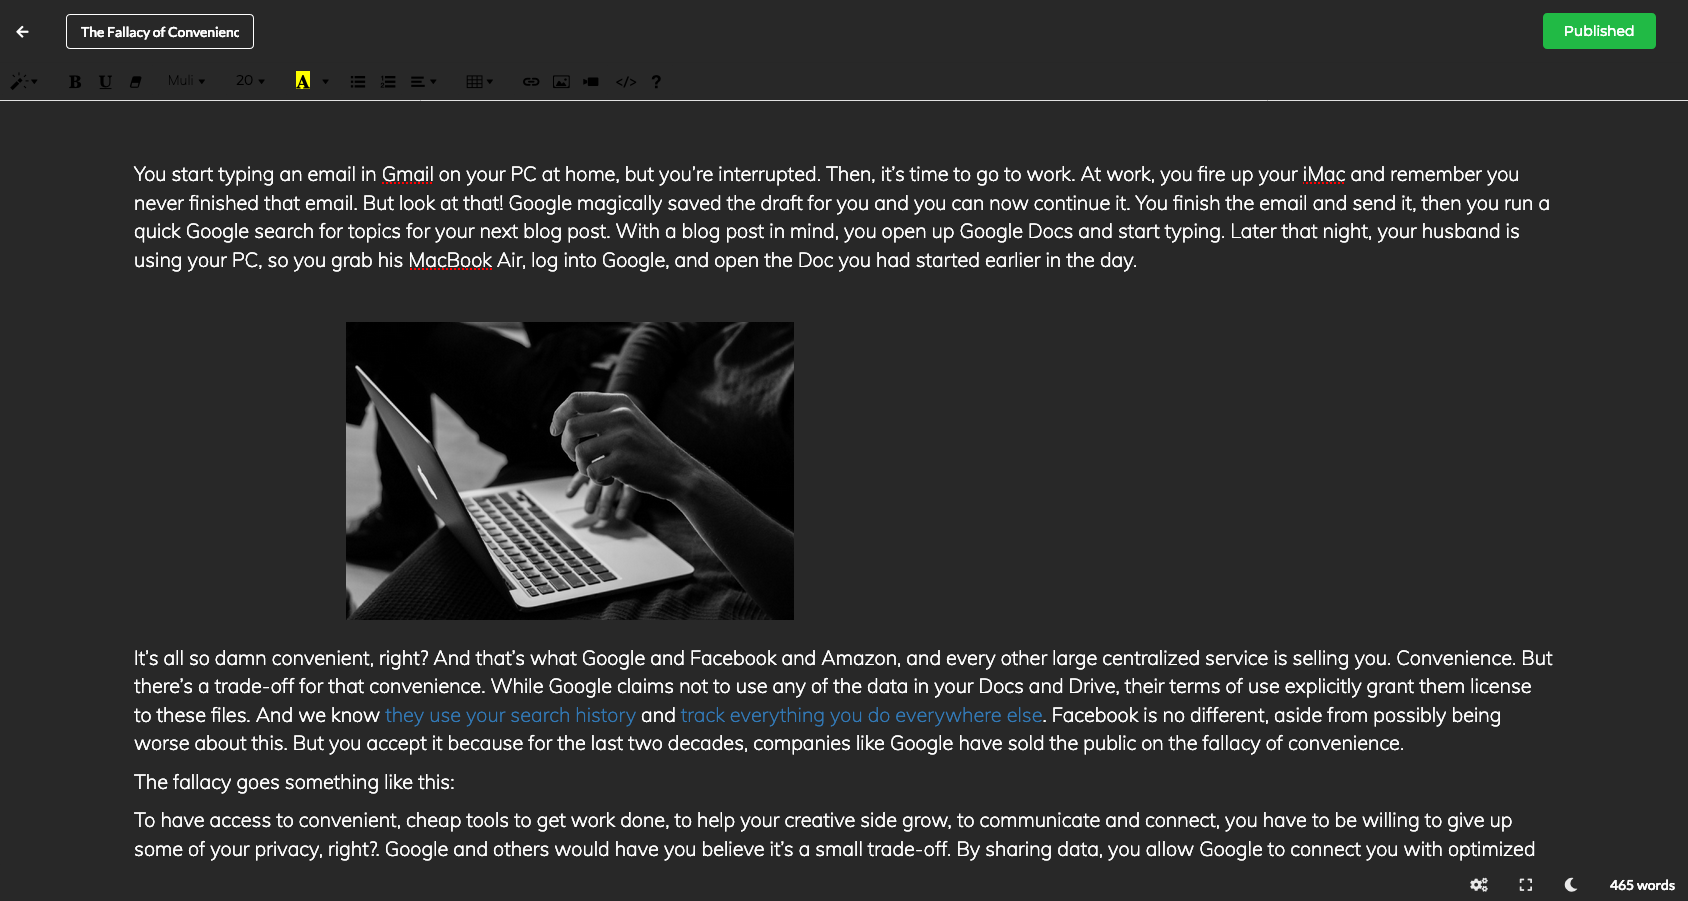 The Fallacy of Convenienc
Published
B U Muli 20 A </> ?
You start typing an email in Gmail on your PC at home, but you're interrupted. Then, it's time to go to work. At work, you fire up your iMac and remember you
never finished that email. But look at that! Google magically saved the draft for you and you can now continue it. You finish the email and send it, then you run a
quick Google search for topics for your next blog post. With a blog post in mind, you open up Google Docs and start typing. Later that night, your husband is
using your PC, so you grab his MacBook Air, log into Google, and open the Doc you had started earlier in the day.
It's all so damn convenient, right? And that's what Google and Facebook and Amazon, and every other large centralized service is selling you. Convenience. But
there's a trade-off for that convenience. While Google claims not to use any of the data in your Docs and Drive, their terms of use explicitly grant them license
to these files. And we know they use your search history and track everything you do everywhere else. Facebook is no different, aside from possibly being
worse about this. But you accept it because for the last two decades, companies like Google have sold the public on the fallacy of convenience.
The fallacy goes something like this:
To have access to convenient, cheap tools to get work done, to help your creative side grow, to communicate and connect, you have to be willing to give up
some of your privacy, right?. Google and others would have you believe it's a small trade-off. By sharing data, you allow Google to connect you with optimized
465 words